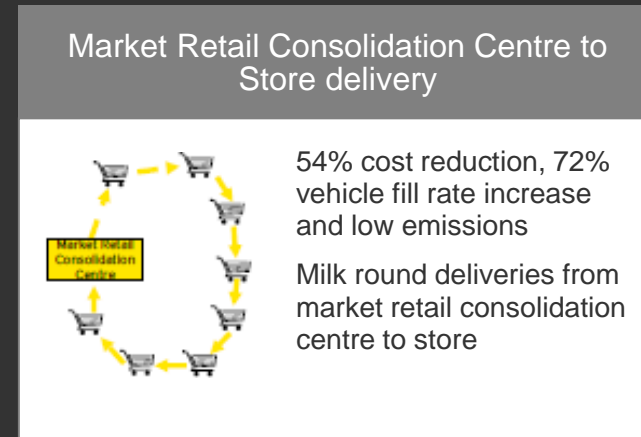 Market Retail Consolidation Centre to
Store delivery
54% cost reduction, 72%
vehicle fill rate increase
and low emissions
Market Retail
Consolidation
Centre
Milk round deliveries from
market retail consolidation
centre to store